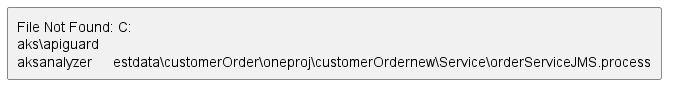 File Not Found: C:
aks\apiguard
aksanalyzer estdata\customerOrder\oneproj\customerOrdernew\Service\orderServiceJMS.process